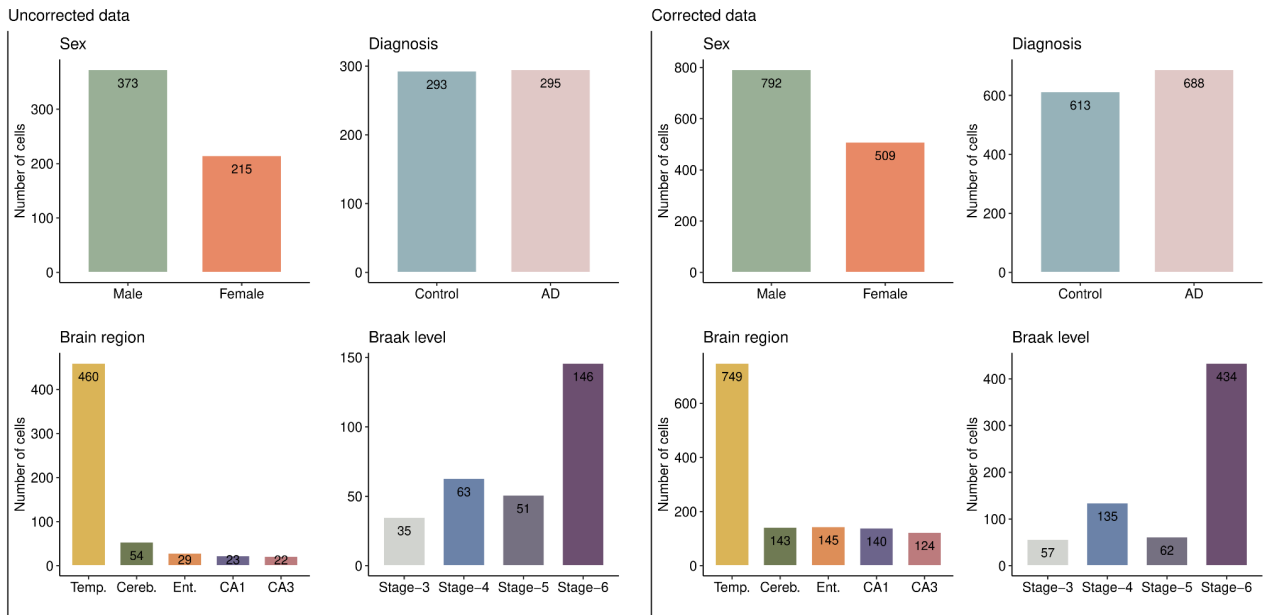 Uncorrected data
Sex
Number of cells
300
200
100
0
373
215
Male
Female
Diagnosis
300
200
100
0
293
295
Control
AD
Brain region
Number of cells
400
300
200
100
0
460
54
29
23
22
Temp.
Cereb.
Ent.
CA1
CA3
Braak level
150
100
50
0
35
63
51
146
Stage-3
Stage-4
Stage-5
Stage-6
Corrected data
Sex
Number of cells
800
600
400
200
0
792
509
Male
Female
Diagnosis
600
400
200
0
613
688
Control
AD
Brain region
Number of cells
600
400
200
0
749
143
145
140
124
Temp.
Cereb.
Ent.
CA1
CA3
Braak level
Number of cells
400
300
200
100
0
57
135
62
434
Stage-3
Stage-4
Stage-5
Stage-6